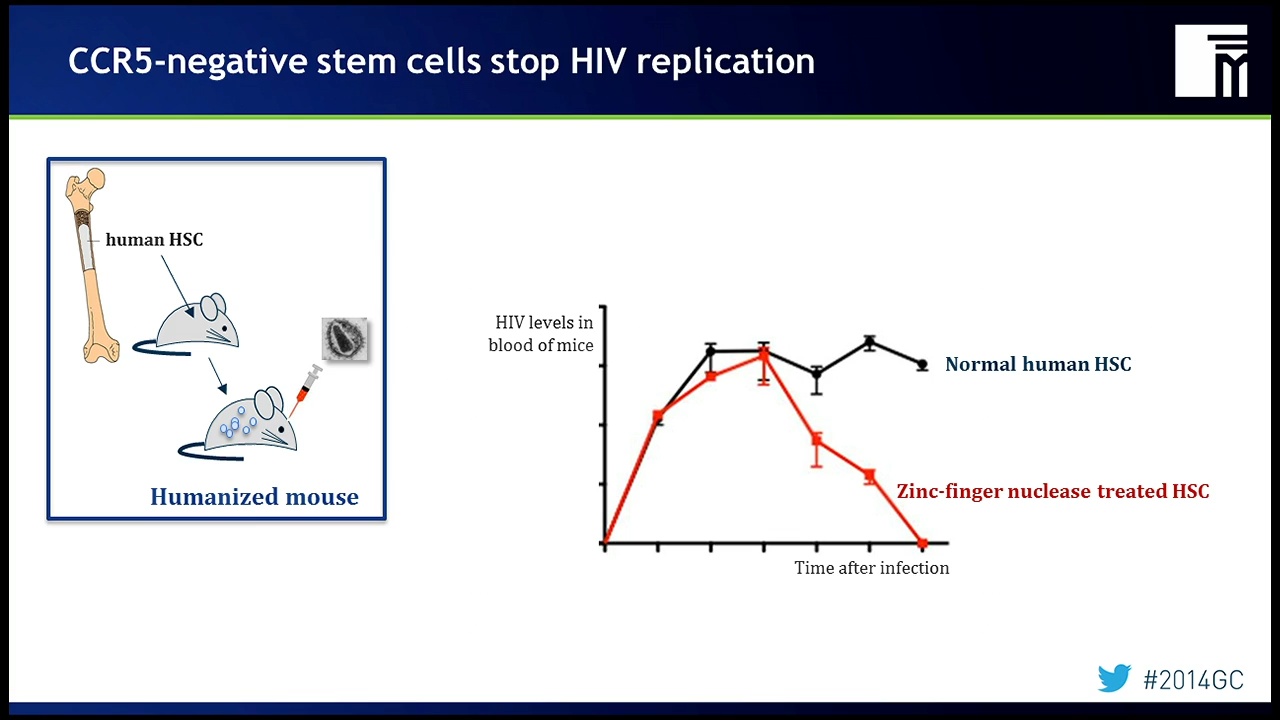 CCR5-negative stem cells stop HIV replication
human HSC
Humanized mouse
HIV levels in
blood of mice
Normal human HSC
Zinc-finger nuclease treated HSC
Time after infection
#2014GC